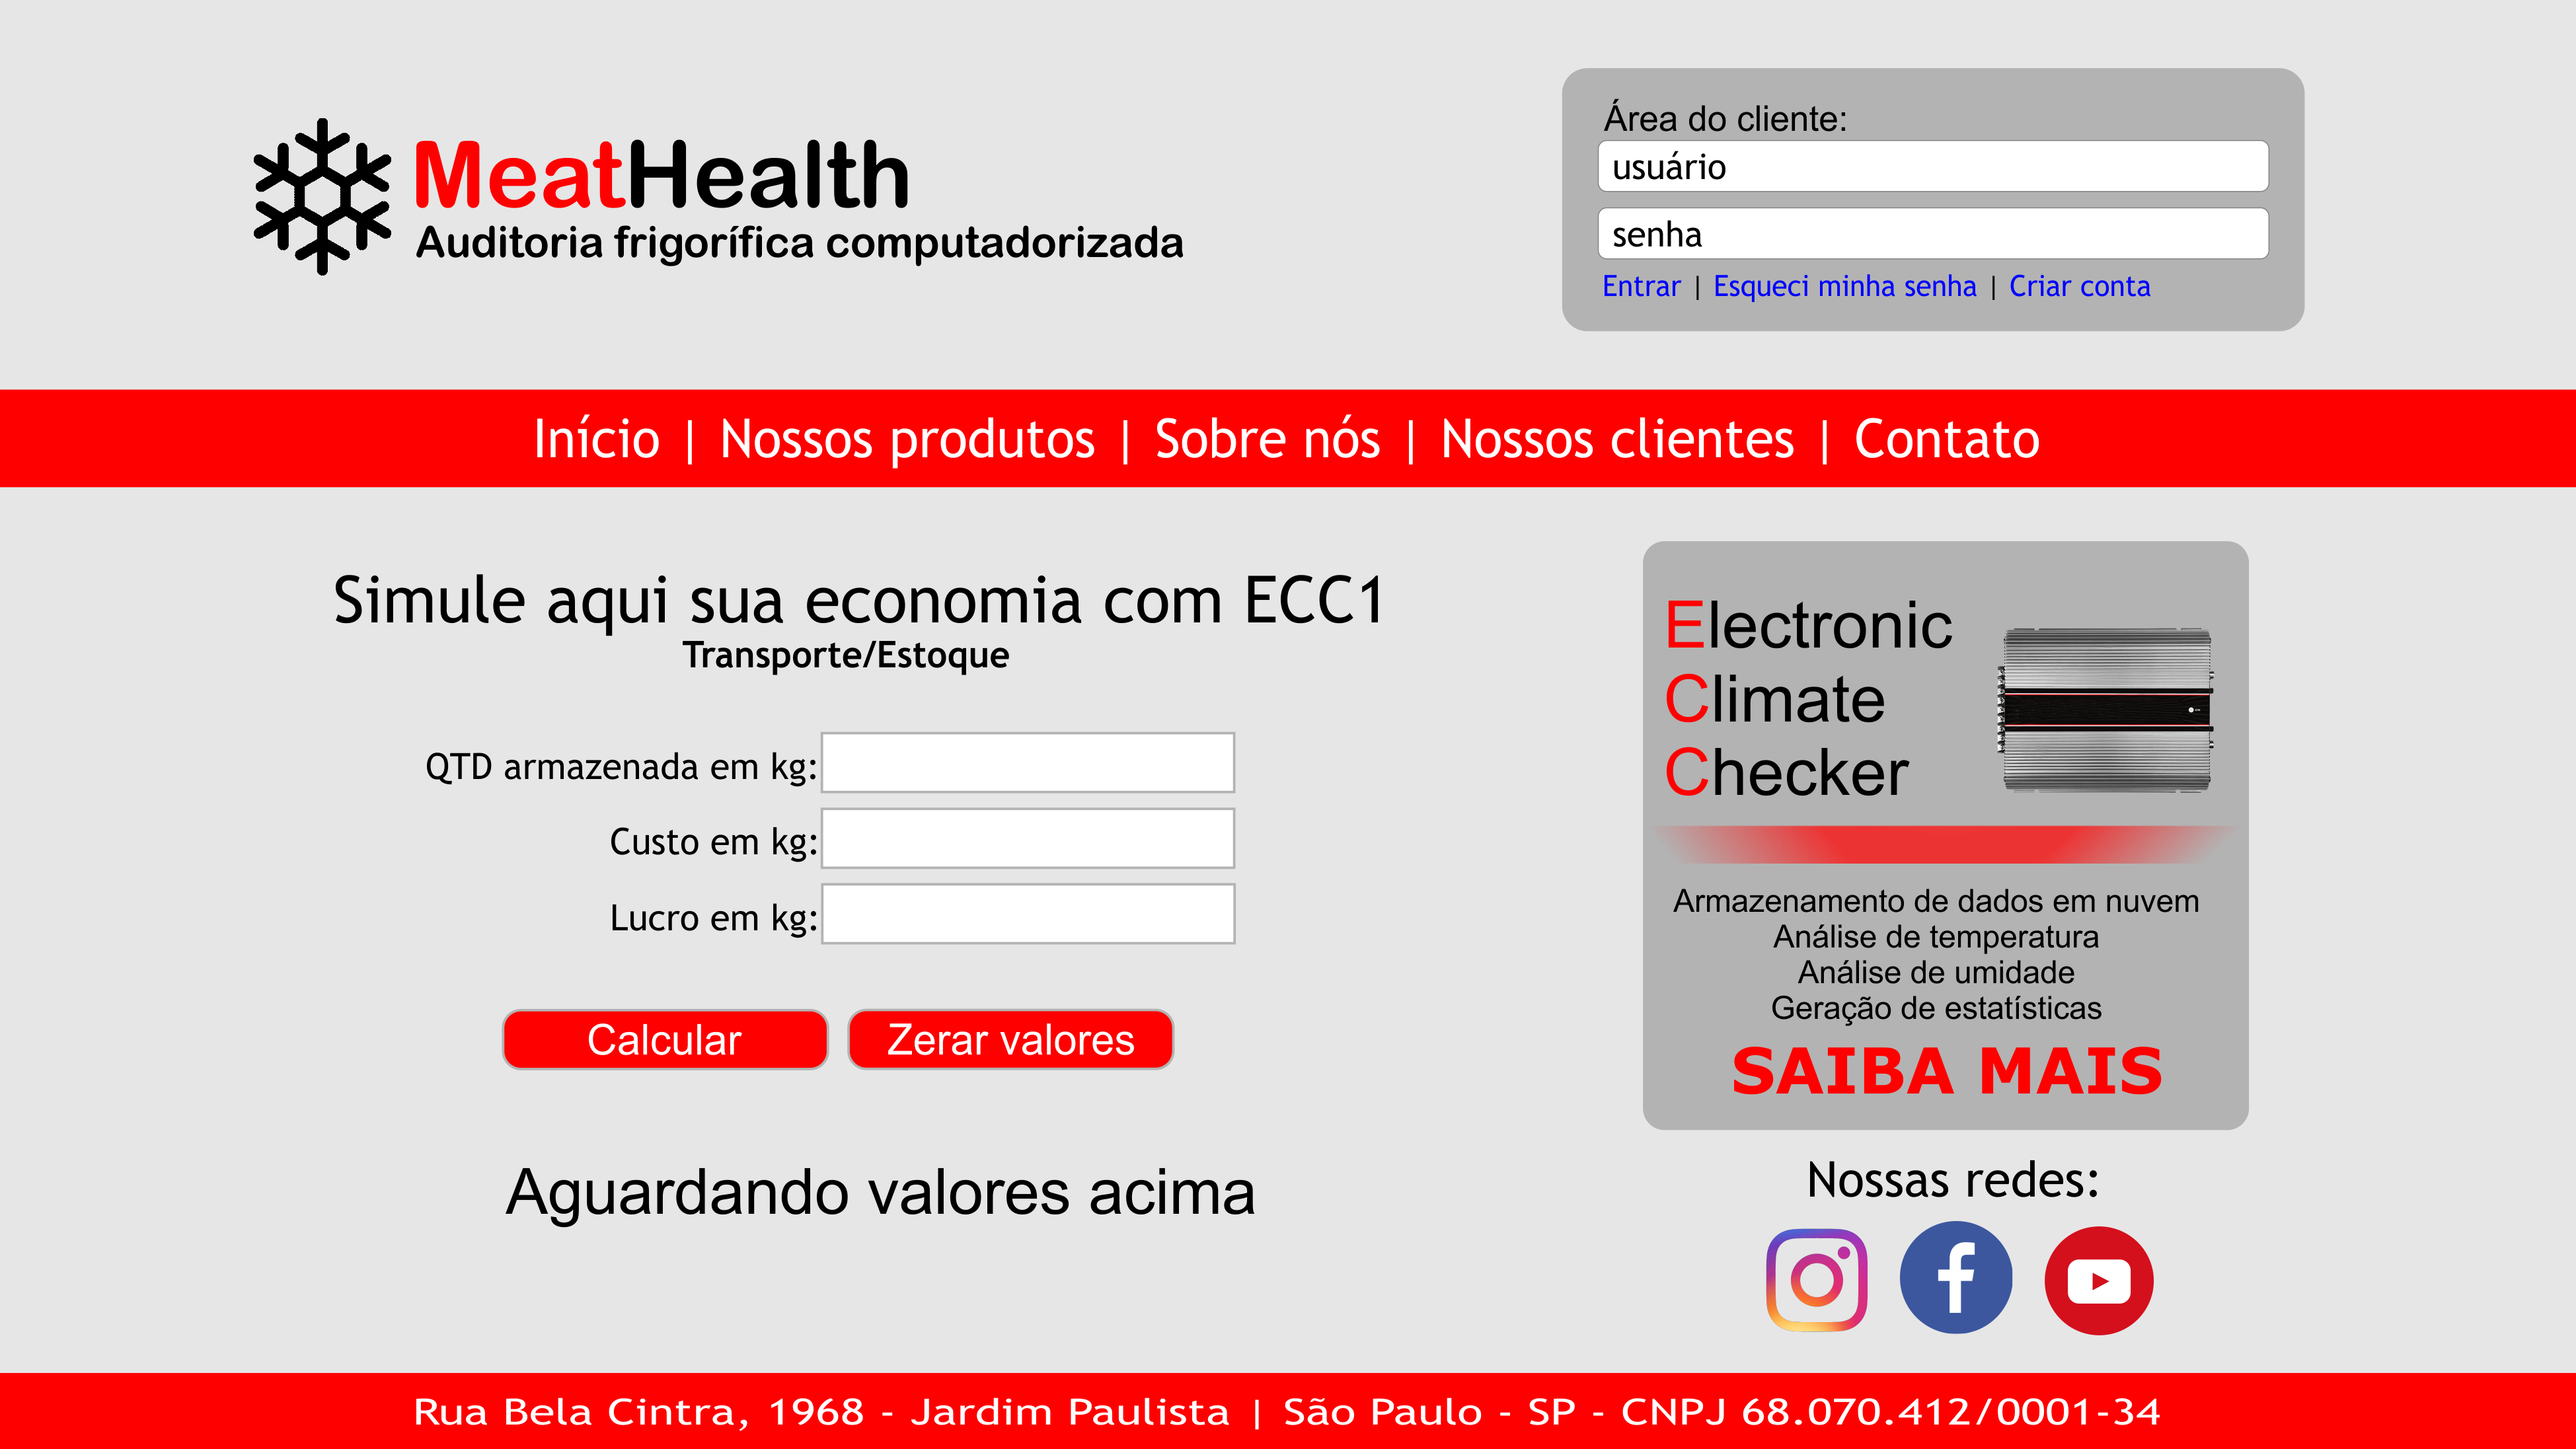 MeatHealth
Auditoria frigorífica computadorizada
Área do cliente:
usuário
senha
Entrar | Esqueci minha senha | Criar conta
Início | Nossos produtos | Sobre nós | Nossos clientes | Contato
Simule aqui sua economia com ECC1
Transporte/Estoque
QTD armazenada em kg:
Custo em kg:
Lucro em kg:
Calcular
Zerar valores
Aguardando valores acima
Electronic
Climate
Checker
Armazenamento de dados em nuvem
Análise de temperatura
Análise de umidade
Geração de estatísticas
SAIBA MAIS
Nossas redes:
Rua Bela Cintra, 1968 - Jardim Paulista | São Paulo - SP - CNPJ 68.070.412/0001-34